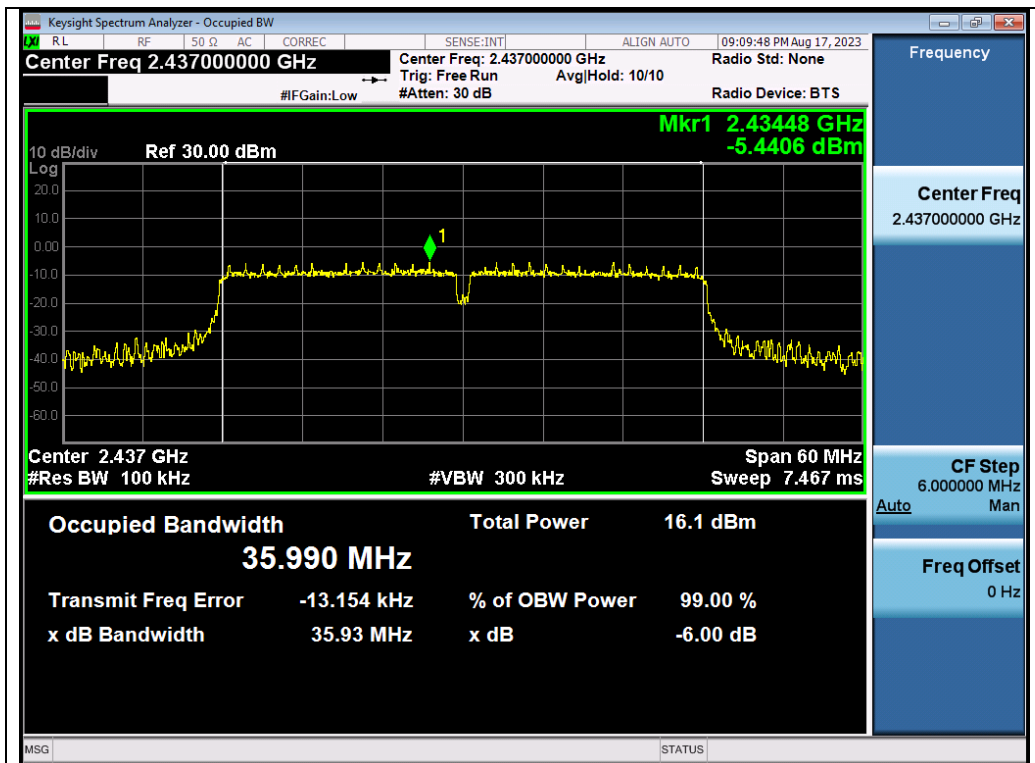 Keysight Spectrum Analyzer - Occupied BW
LXI RL RF 50 Ω AC CORREC SENSE:INT ALIGN AUTO 09:09:48 PM Aug 17, 2023
Center Freq 2.437000000 GHz Center Freq: 2.437000000 GHz Radio Std: None
Trig: Free Run Avg|Hold: 10/10
#IFGain:Low #Atten: 30 dB Radio Device: BTS
Mkr1 2.43448 GHz
10 dB/div Ref 30.00 dBm -5.4406 dBm
Log
20.0
10.0
0.00
1
-10.0
-20.0
-30.0
-40.0
-50.0
-60.0
Center 2.437 GHz Span 60 MHz
#Res BW 100 kHz #VBW 300 kHz Sweep 7.467 ms
Occupied Bandwidth Total Power 16.1 dBm
35.990 MHz
Transmit Freq Error -13.154 kHz % of OBW Power 99.00 %
x dB Bandwidth 35.93 MHz x dB -6.00 dB
Frequency
Center Freq
2.437000000 GHz
CF Step
6.000000 MHz
Auto Man
Freq Offset
0 Hz
MSG STATUS